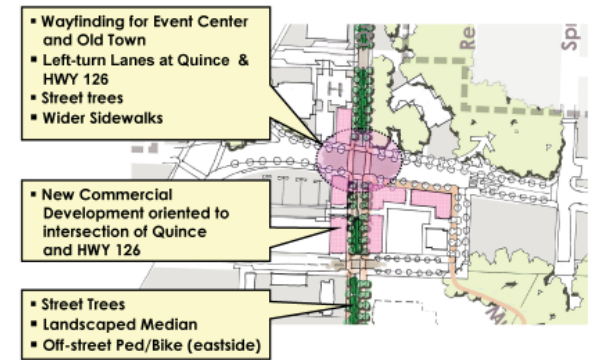 ▪ Wayfinding for Event Center
and Old Town
▪ Left-turn Lanes at Quince &
HWY 126
▪ Street trees
▪ Wider Sidewalks
▪ New Commercial
Development oriented to
intersection of Quince
and HWY 126
▪ Street Trees
▪ Landscaped Median
▪ Off-street Ped/Bike (eastside)
Re
Sp